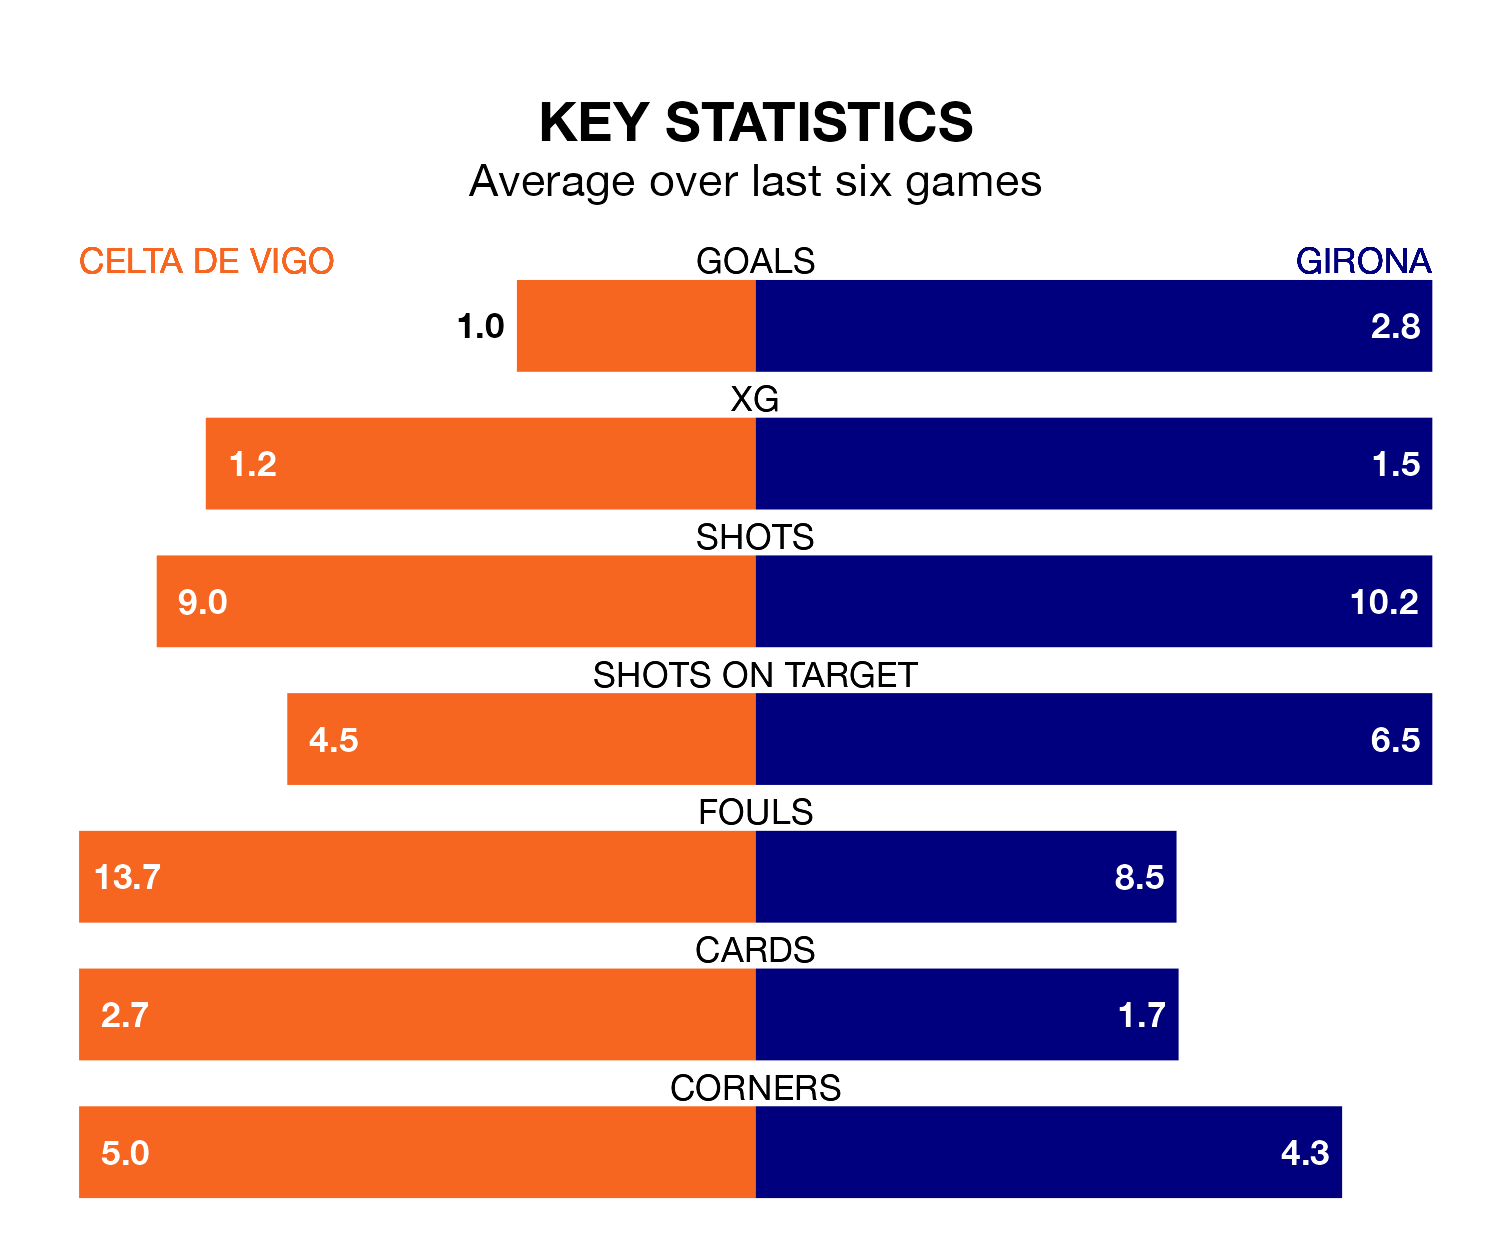 KEY STATISTICS
Average over last six games
CELTA DE VIGO GOALS GIRONA
1.0 2.8
XG
1.2 1.5
SHOTS
9.0 10.2
SHOTS ON TARGET
4.5 6.5
FOULS
13.7 8.5
CARDS
2.7 1.7
CORNERS
5.0 4.3